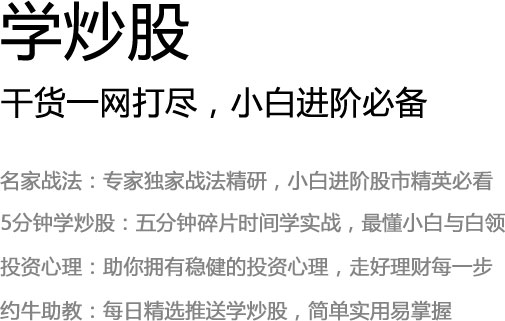 学炒股
干货一网打尽，小白进阶必备
名家战法：专家独家战法精研，小白进阶股市精英必看
5分钟学炒股：五分钟碎片时间学实战，最懂小白与白领
投资心理：助你拥有稳健的投资心理，走好理财每一步
约牛助教：每日精选推送学炒股，简单实用易掌握